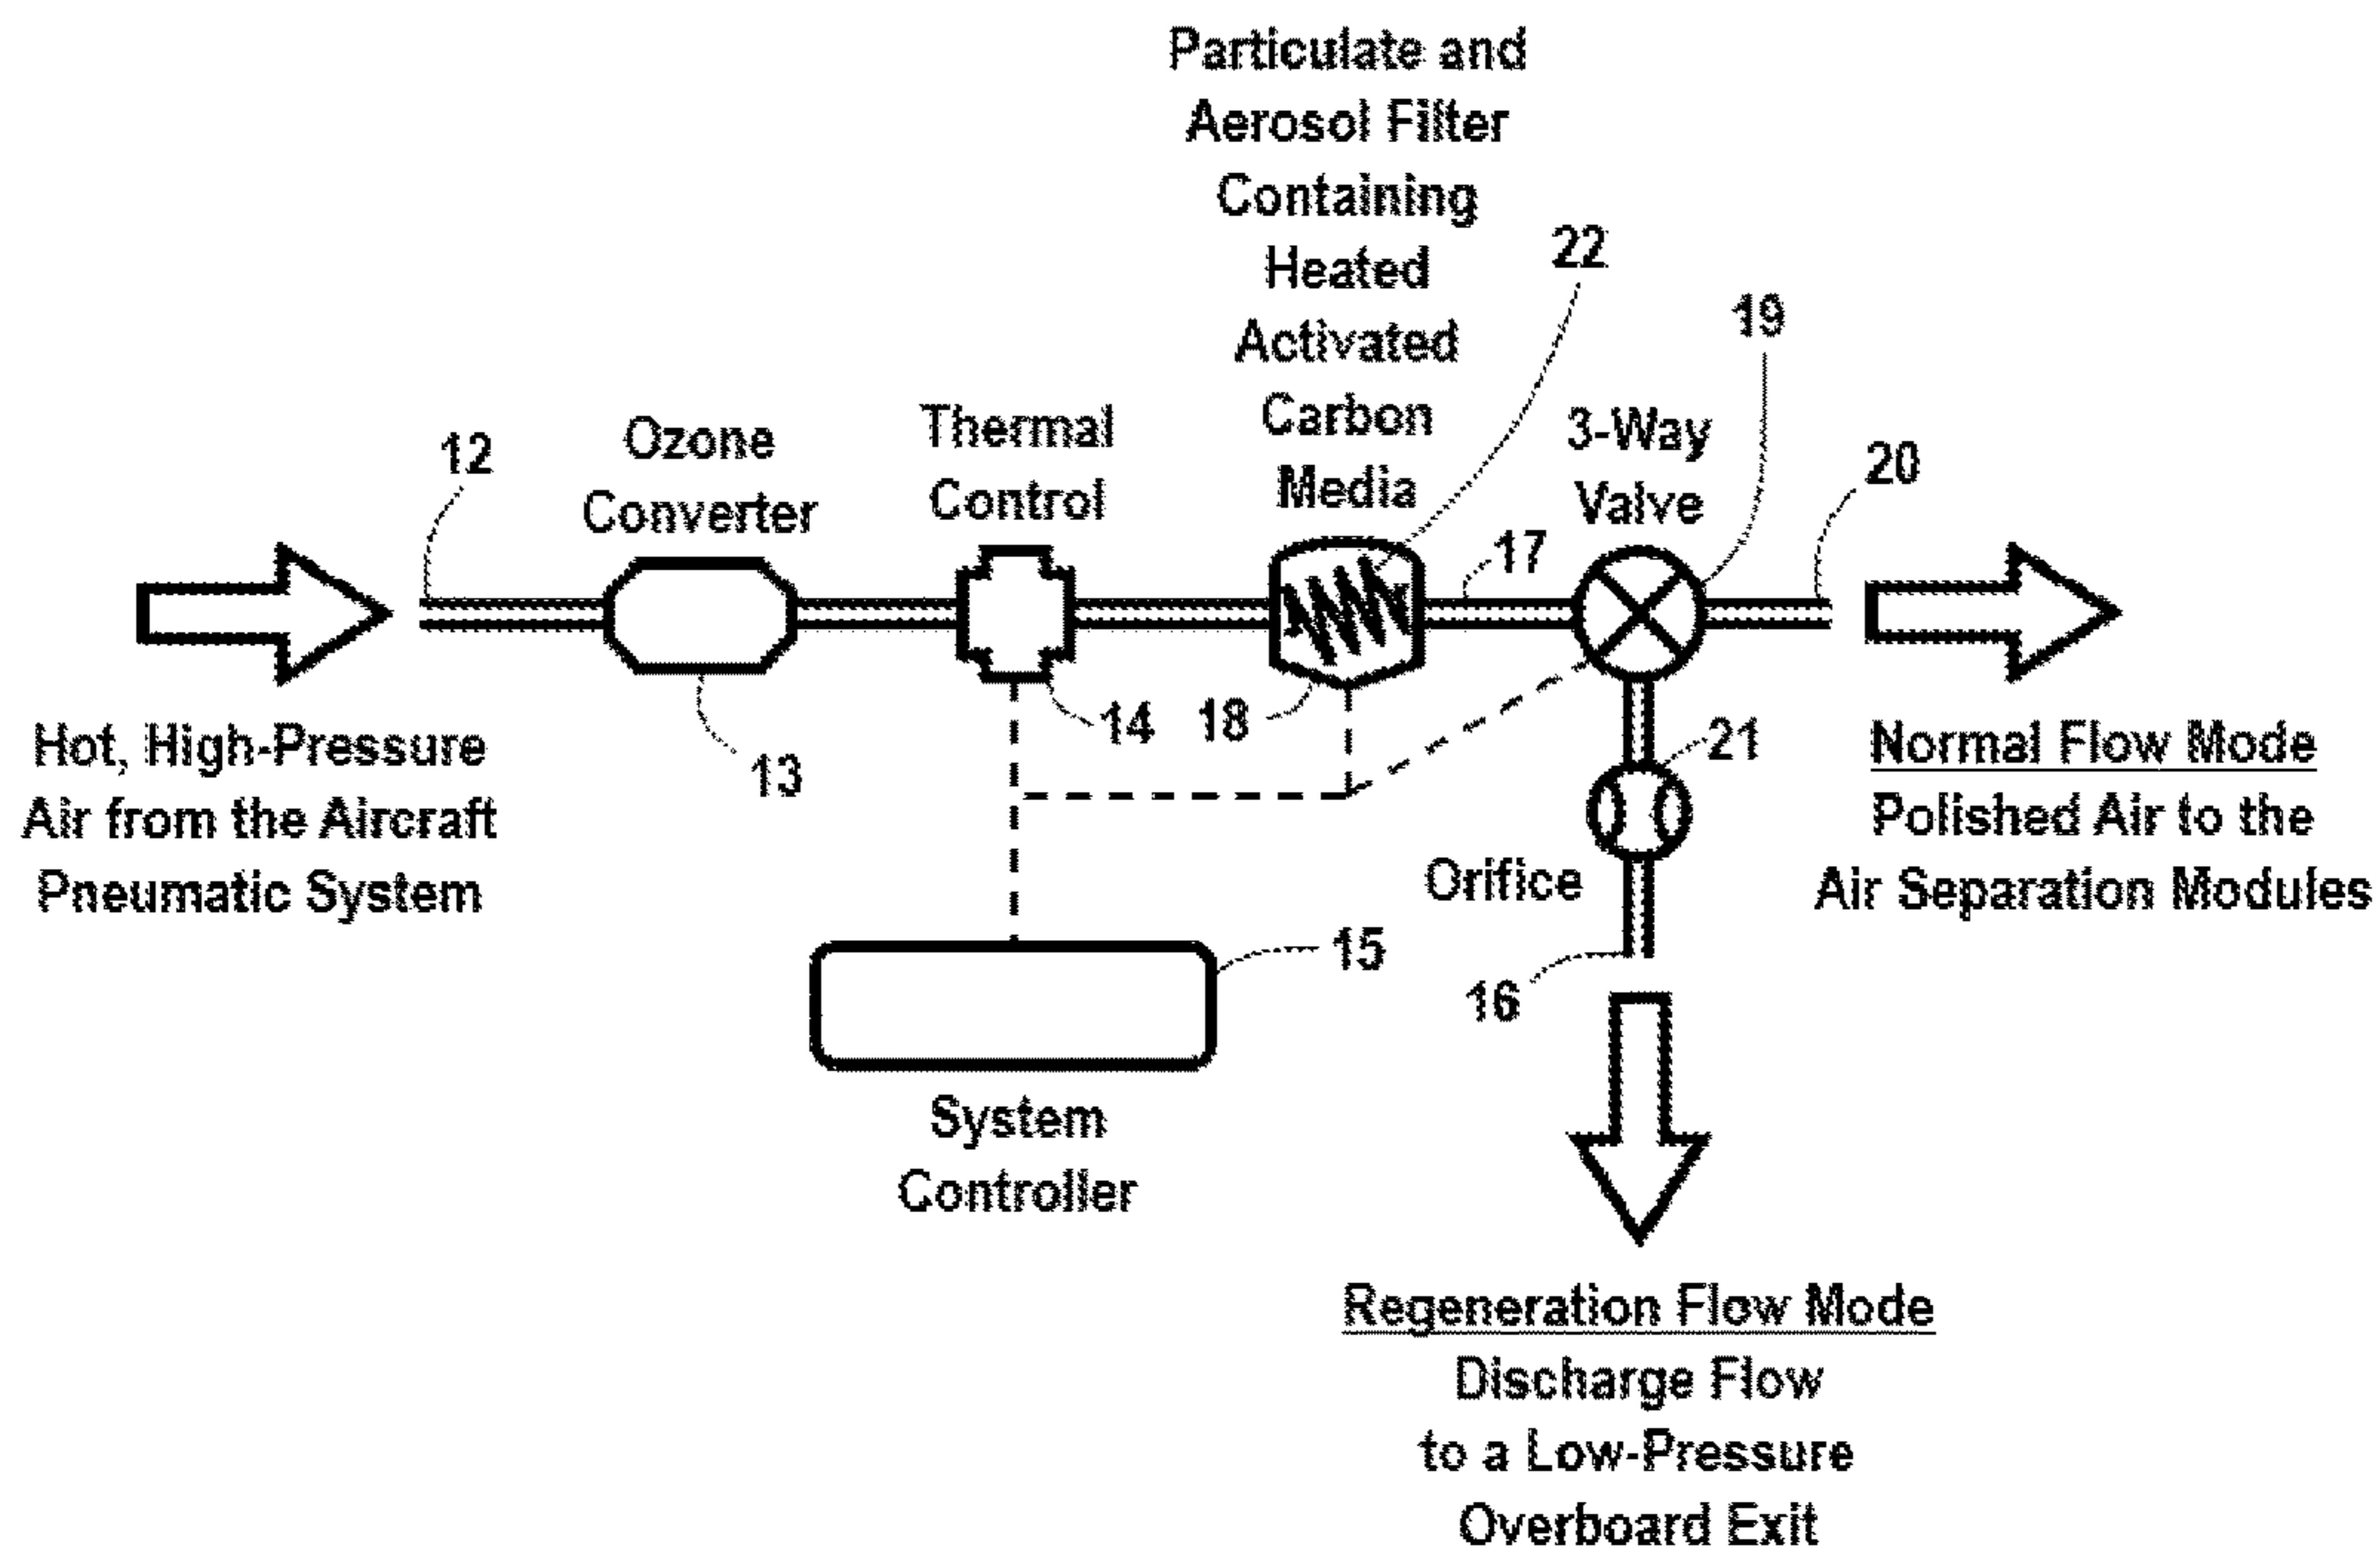 Particulate and
Aerosol Filter
Containing
Heated
Activated
Carbon
Media
22
19
3-Way
Valve
20
12
Ozone
Converter
Thermal
Control
17
14
18
13
21
Hot, High-Pressure
Air from the Aircraft
Pneumatic System
Normal Flow Mode
Polished Air to the
Air Separation Modules
Orifice
15
16
System
Controller
Regeneration Flow Mode
Discharge Flow
to a Low-Pressure
Overboard Exit